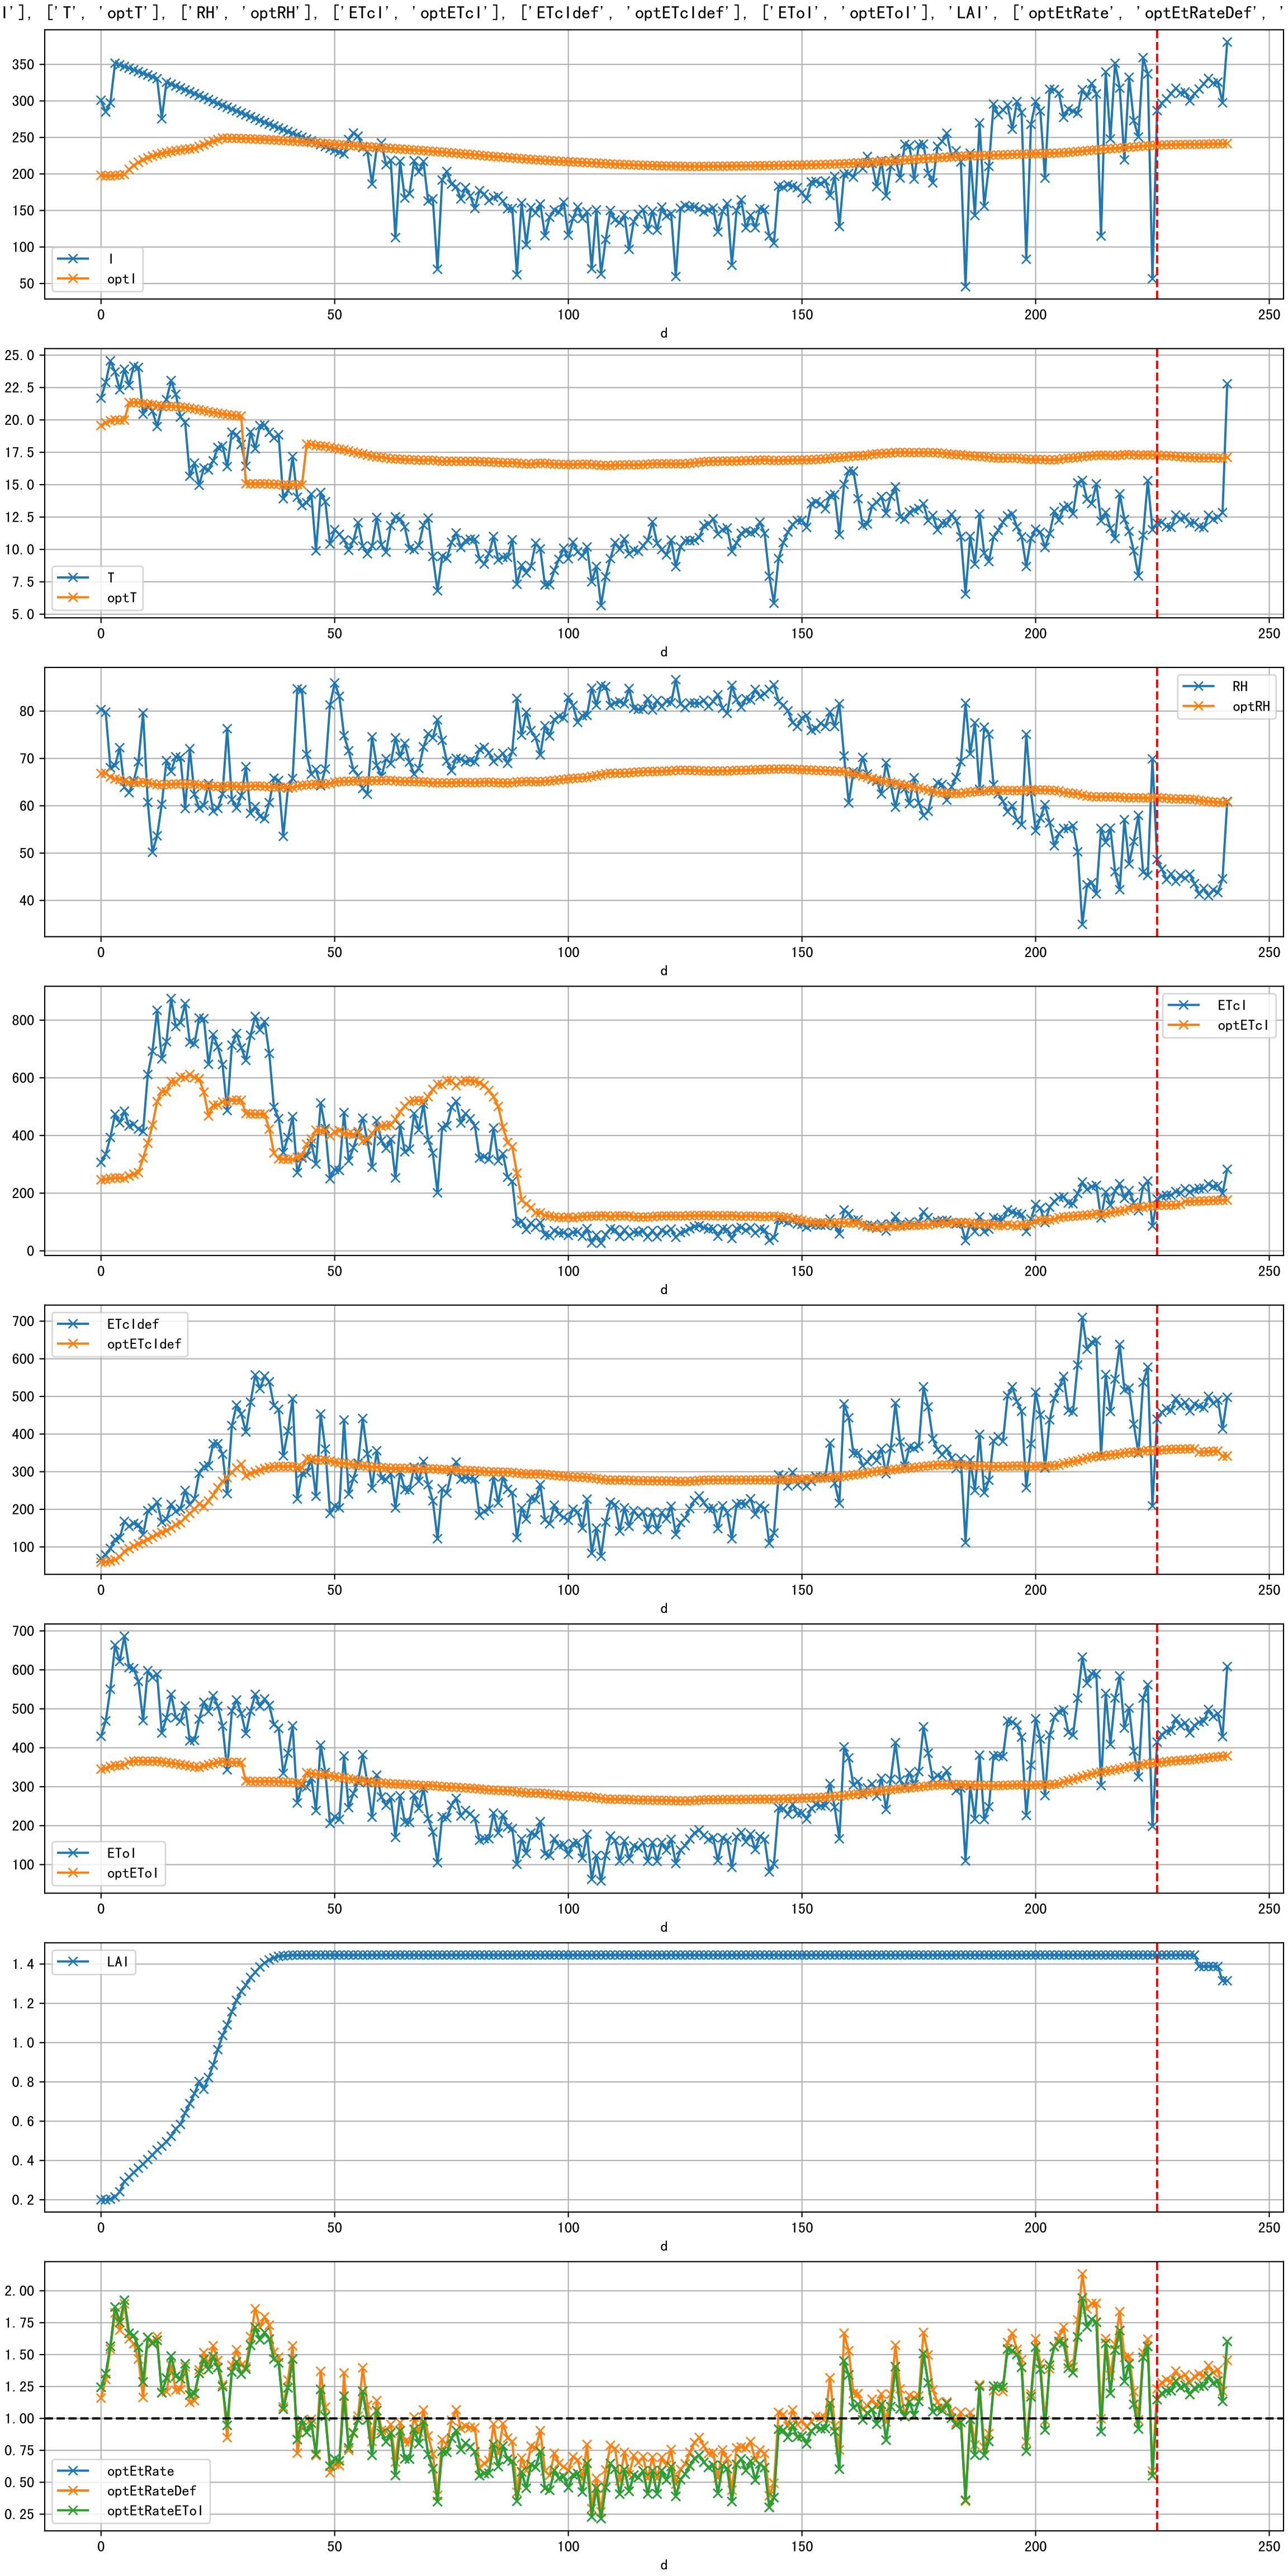 I'], ['T', 'optT'], ['RH', 'optRH'], ['ETcI', 'optETcI'], ['ETcIdef', 'optETcIdef'], ['EToI', 'optEToI'], 'LAI', ['optEtRate', 'optEtRateDef', '
350
300
250
200
150
100
50
I
optI
0 50 100 150 200 250
d
25.0
22.5
20.0
17.5
15.0
12.5
10.0
7.5
5.0
T
optT
0 50 100 150 200 250
d
80
70
60
50
40
RH
optRH
0 50 100 150 200 250
d
800
600
400
200
0
ETcI
optETcI
0 50 100 150 200 250
d
700
600
500
400
300
200
100
ETcIdef
optETcIdef
0 50 100 150 200 250
d
700
600
500
400
300
200
100
EToI
optEToI
0 50 100 150 200 250
d
1.4
1.2
1.0
0.8
0.6
0.4
0.2
LAI
0 50 100 150 200 250
d
2.00
1.75
1.50
1.25
1.00
0.75
0.50
0.25
optEtRate
optEtRateDef
optEtRateEToI
0 50 100 150 200 250
d